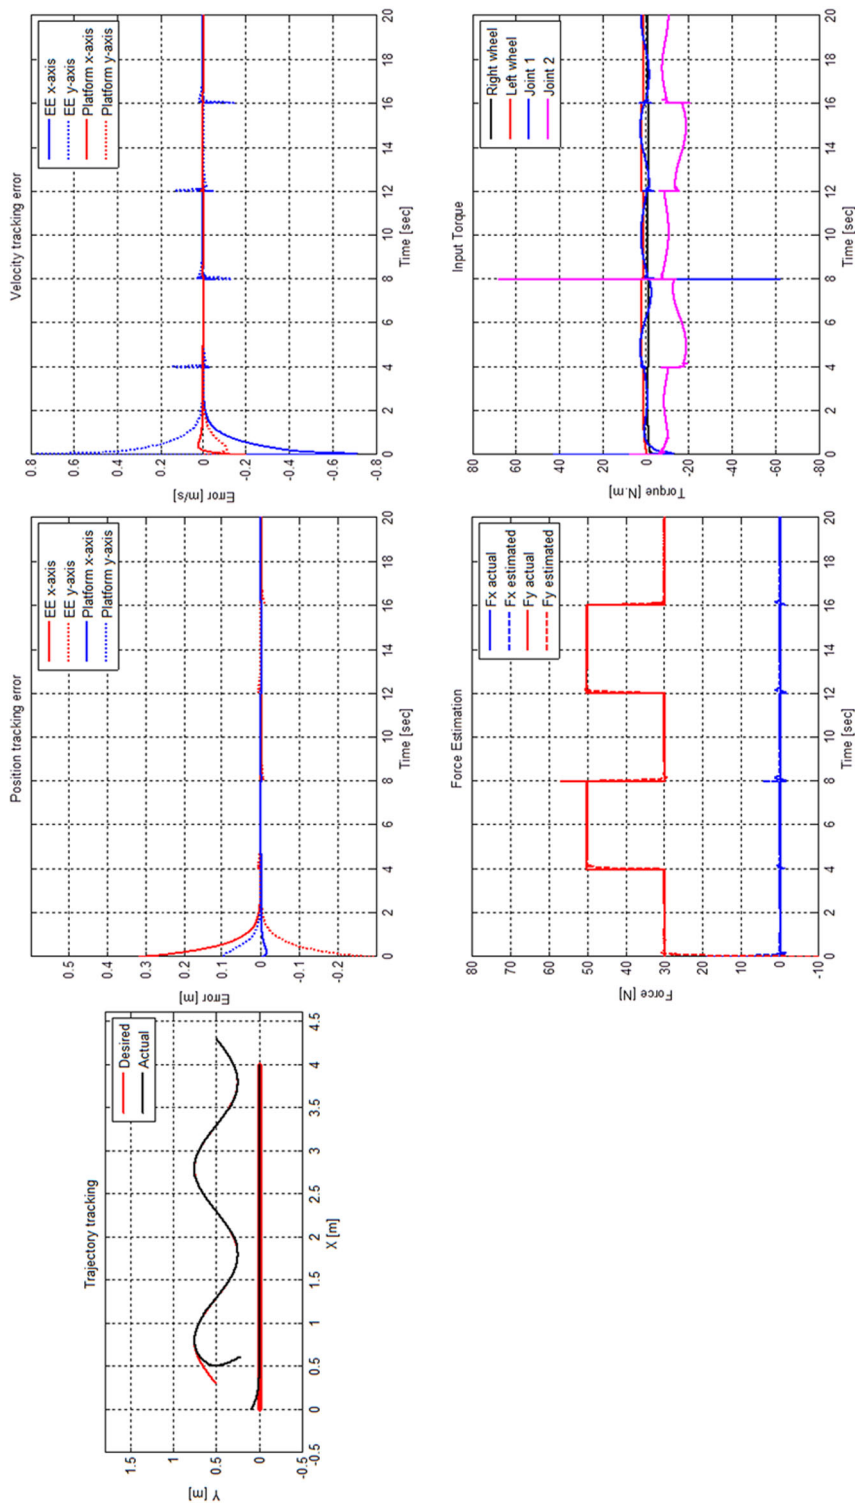 Trajectory tracking
Desired
Actual
Y [m]
1.5
1
0.5
0
-0.5
-0.5 0 0.5 1 1.5 2 2.5 3 3.5 4 4.5
X [m]
Position tracking error
EE x-axis
EE y-axis
Platform x-axis
Platform y-axis
Error [m]
0.5
0.4
0.3
0.2
0.1
0
-0.1
-0.2
0 2 4 6 8 10 12 14 16 18 20
Time [sec]
Velocity tracking error
EE x-axis
EE y-axis
Platform x-axis
Platform y-axis
Error [m/s]
0.8
0.6
0.4
0.2
0
-0.2
-0.4
-0.6
-0.8
0 2 4 6 8 10 12 14 16 18 20
Time [sec]
Force Estimation
Fx actual
Fx estimated
Fy actual
Fy estimated
Force [N]
80
70
60
50
40
30
20
10
0
-10
0 2 4 6 8 10 12 14 16 18 20
Time [sec]
Input Torque
Right wheel
Left wheel
Joint 1
Joint 2
Torque [N.m]
80
60
40
20
0
-20
-40
-60
-80
0 2 4 6 8 10 12 14 16 18 20
Time [sec]